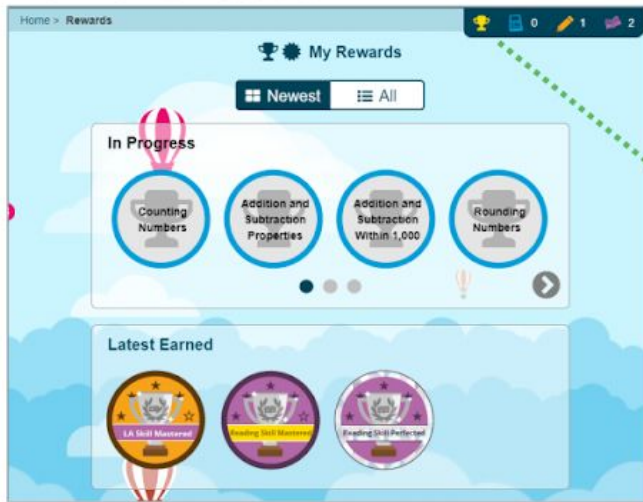 Home > Rewards
0
1
2
My Rewards
Newest
All
In Progress
Counting
Numbers
Addition and
Subtraction
Properties
Addition and
Subtraction
Within 1,000
Rounding
Numbers
Latest Earned
LA Skill Mastered
Reading Skill Mastered
Reading Skill Perfected